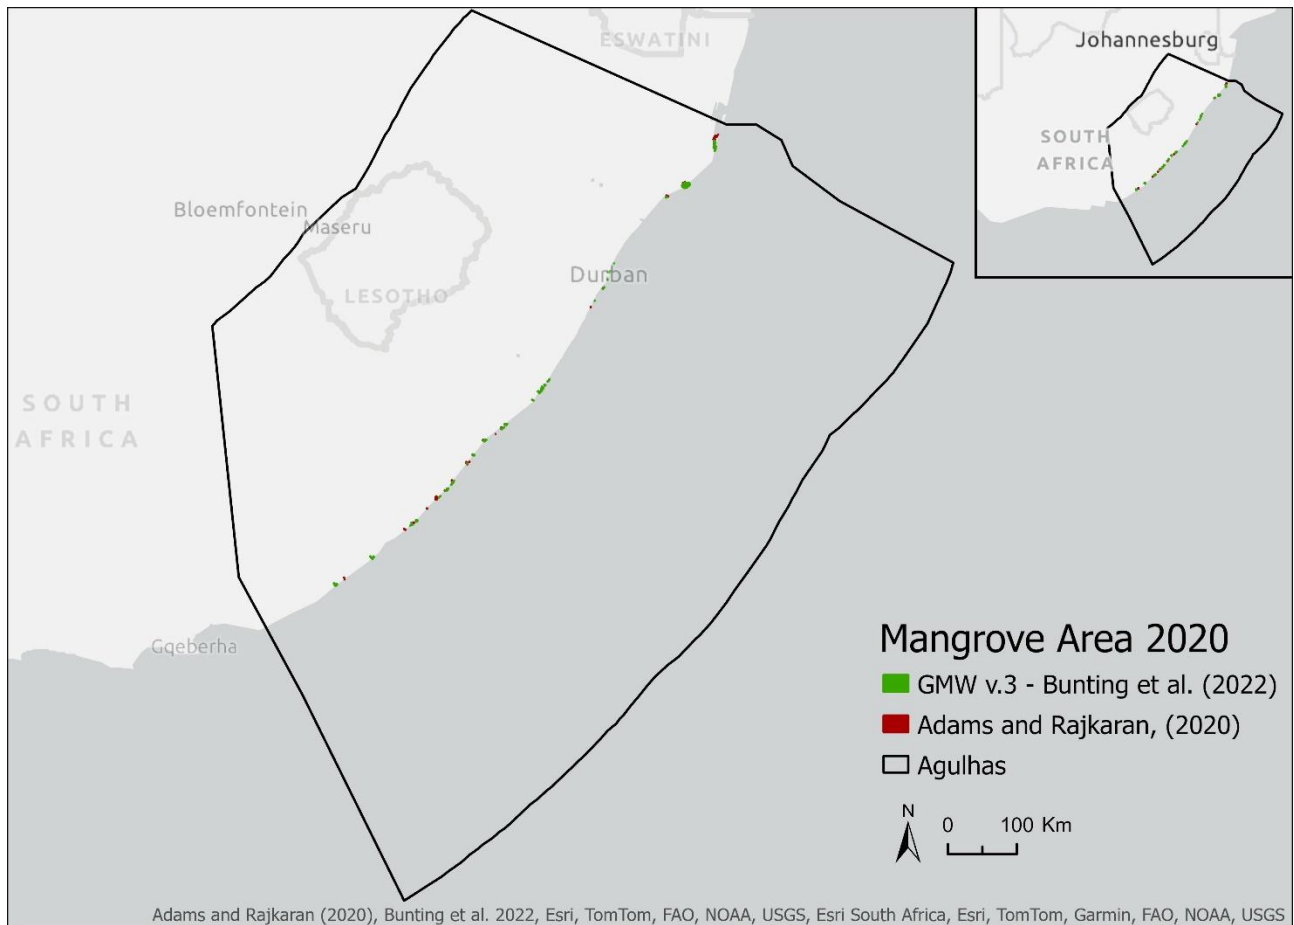 ESWATINI
Johannesburg
SOUTH
AFRICA
Bloemfontein
Maseru
LESOTHO
Durban
SOUTH
AFRICA
Gqeberha
Mangrove Area 2020
GMW v.3 - Bunting et al. (2022)
Adams and Rajkaran, (2020)
Agulhas
N
0 100 Km
Adams and Rajkaran (2020), Bunting et al. 2022, Esri, TomTom, FAO, NOAA, USGS, Esri South Africa, Esri, TomTom, Garmin, FAO, NOAA, USGS